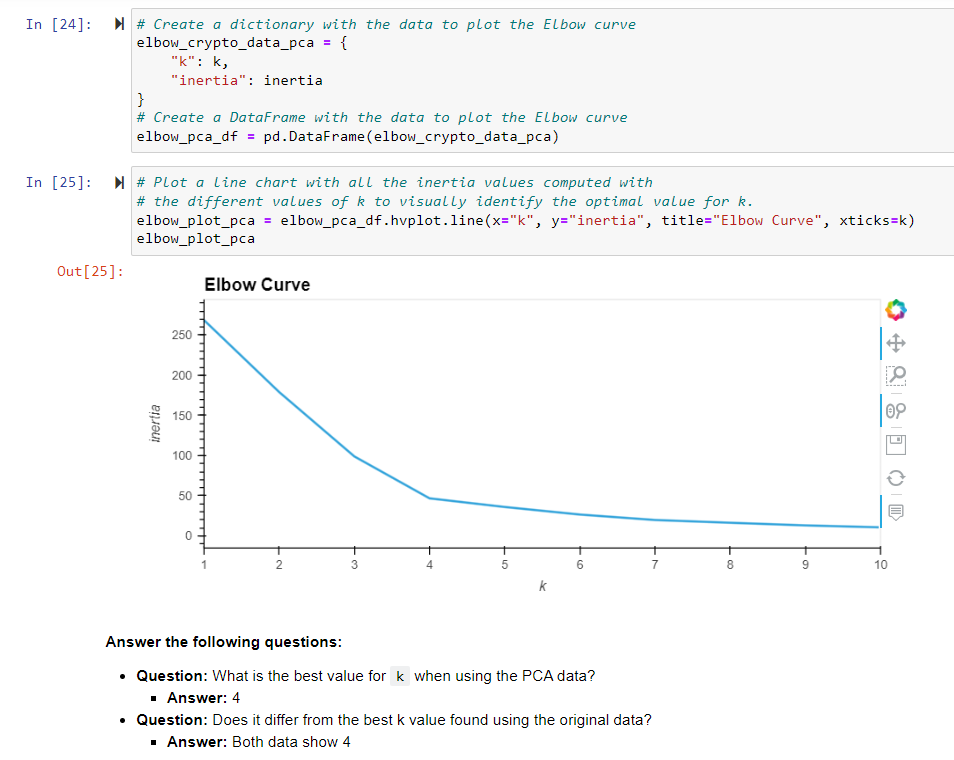 In [24]:
# Create a dictionary with the data to plot the Elbow curve
elbow_crypto_data_pca = {
    "k": k,
    "inertia": inertia
}
# Create a DataFrame with the data to plot the Elbow curve
elbow_pca_df = pd.DataFrame(elbow_crypto_data_pca)
In [25]:
# Plot a line chart with all the inertia values computed with
# the different values of k to visually identify the optimal value for k.
elbow_plot_pca = elbow_pca_df.hvplot.line(x="k", y="inertia", title="Elbow Curve", xticks=k)
elbow_plot_pca
Out[25]:
Elbow Curve
250
200
150
100
50
0
inertia
1 2 3 4 5 6 7 8 9 10
k
Answer the following questions:
• Question: What is the best value for k when using the PCA data?
▪ Answer: 4
• Question: Does it differ from the best k value found using the original data?
▪ Answer: Both data show 4